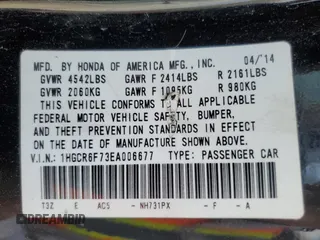 MFD. BY HONDA OF AMERICA MFG., INC. 04/14
GVWR 4542LBS GAWR F 2414LBS R 2161LBS
GVWR 2060KG GAWR F 1095KG R 980KG
THIS VEHICLE CONFORMS TO ALL APPLICABLE
FEDERAL MOTOR VEHICLE SAFETY, BUMPER,
AND THEFT PREVENTION STANDARDS IN EFFECT ON
THE DATE OF MANUFACTURE SHOWN ABOVE.
V.I.N: 1HGCR6F73EA006677 TYPE: PASSENGER CAR
T3Z E AC5 - NH731PX - F - A
DREAMBID